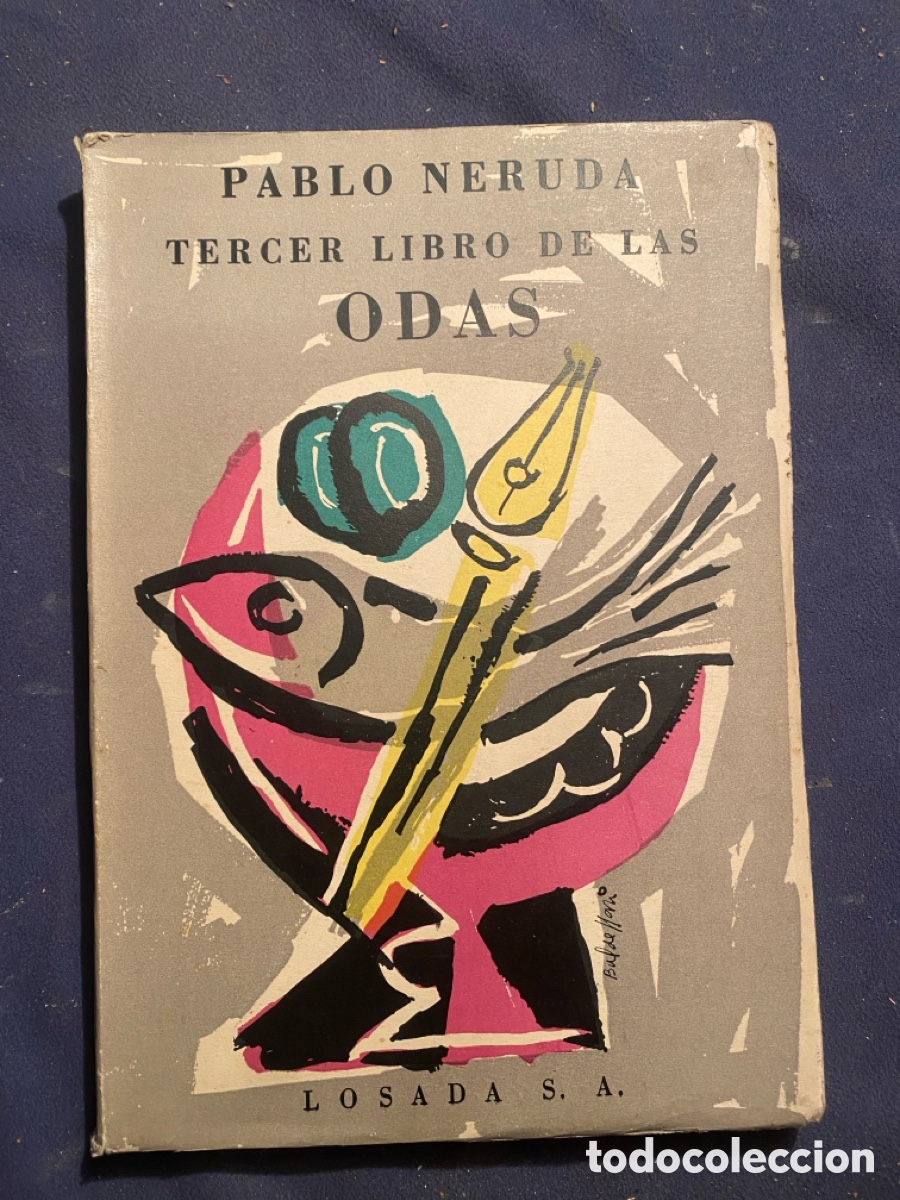 PABLO NERUDA
TERCER LIBRO DE LAS
ODAS
LOSADA S. A.
todocoleccion